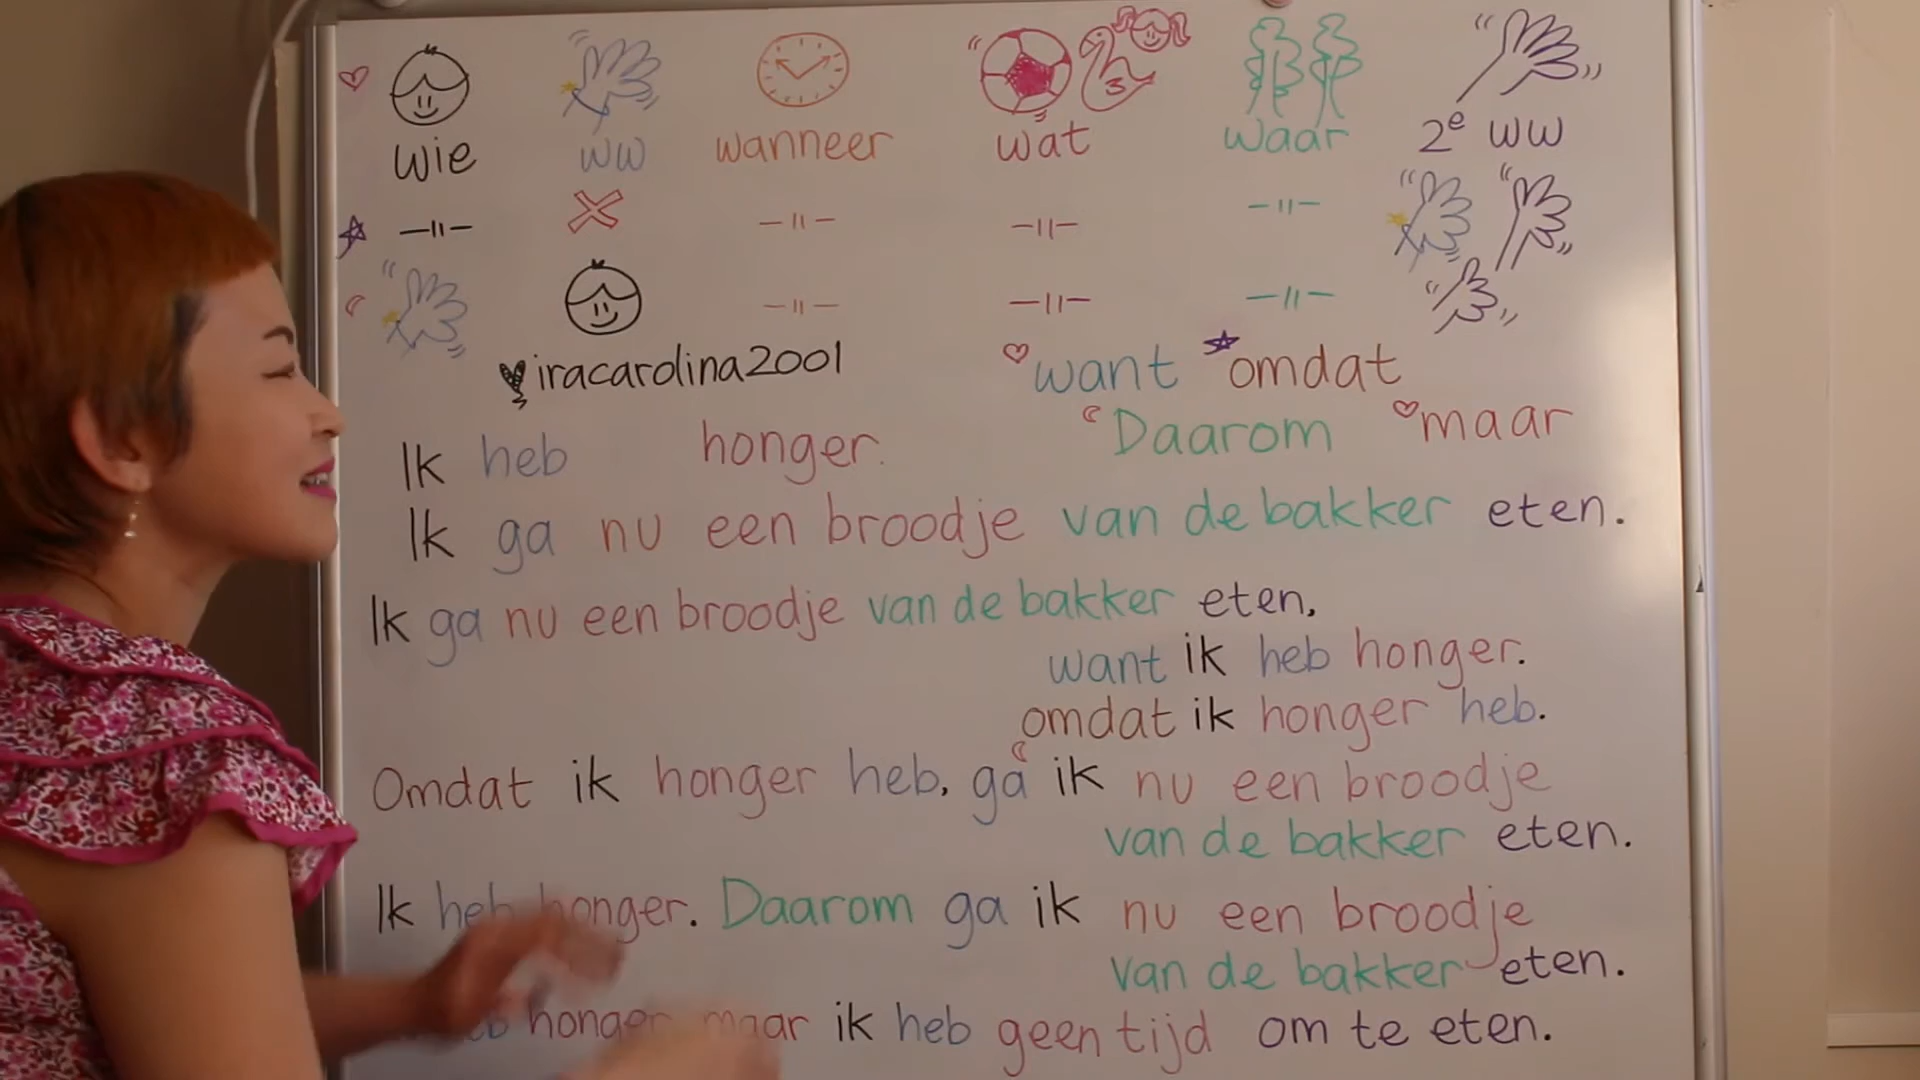 wie ww wanneer wat waar 2e ww
iracarolina2001
want omdat
Daarom maar
Ik heb honger.
Ik ga nu een broodje van de bakker eten.
Ik ga nu een broodje van de bakker eten,
want ik heb honger.
omdat ik honger heb.
Omdat ik honger heb, ga ik nu een broodje
van de bakker eten.
Ik heb honger. Daarom ga ik nu een broodje
van de bakker eten.
honger maar ik heb geen tijd om te eten.